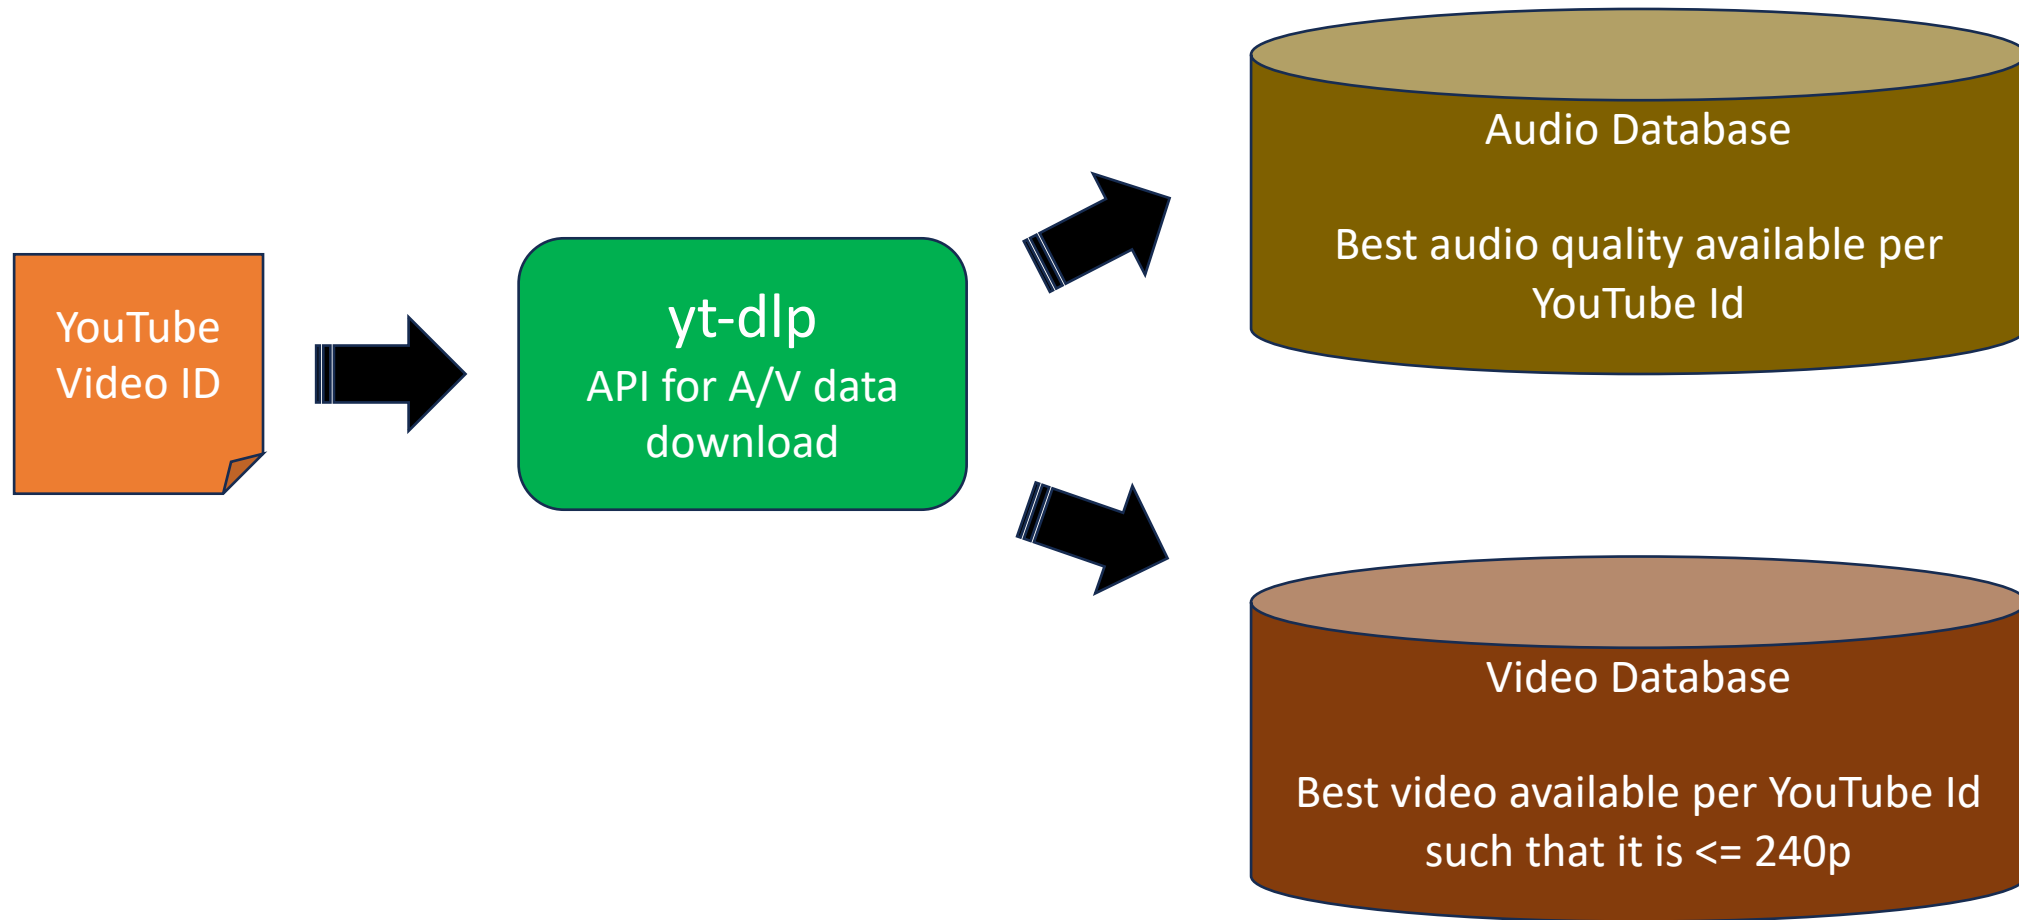 YouTube
Video ID
yt-dlp
API for A/V data
download
Audio Database
Best audio quality available per
YouTube Id
Video Database
Best video available per YouTube Id
such that it is <= 240p